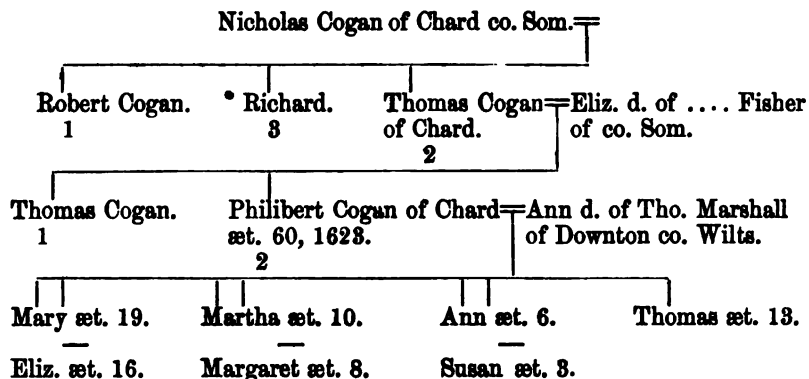 Nicholas Cogan of Chard co. Som.
Robert Cogan. Richard. Thomas Cogan Eliz. d. of .... Fisher
of Chard. of co. Som.
1 3 2
Thomas Cogan. Philibert Cogan of Chard Ann d. of Tho. Marshall
æt. 60, 1623. of Downton co. Wilts.
1 2
Mary æt. 19. Martha æt. 10. Ann æt. 6. Thomas æt. 13.
Eliz. æt. 16. Margaret æt. 8. Susan æt. 3.